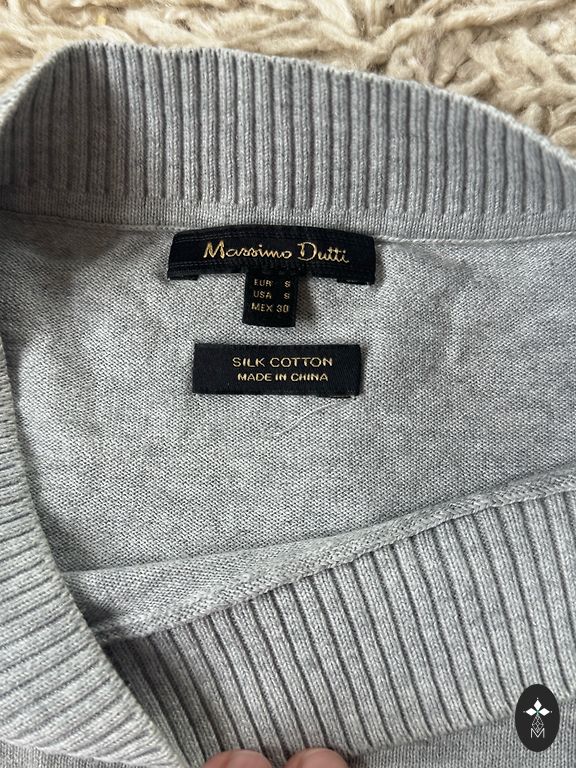 Massimo Dutti
EUR S
USA S
MEX 30
SILK COTTON
MADE IN CHINA
M